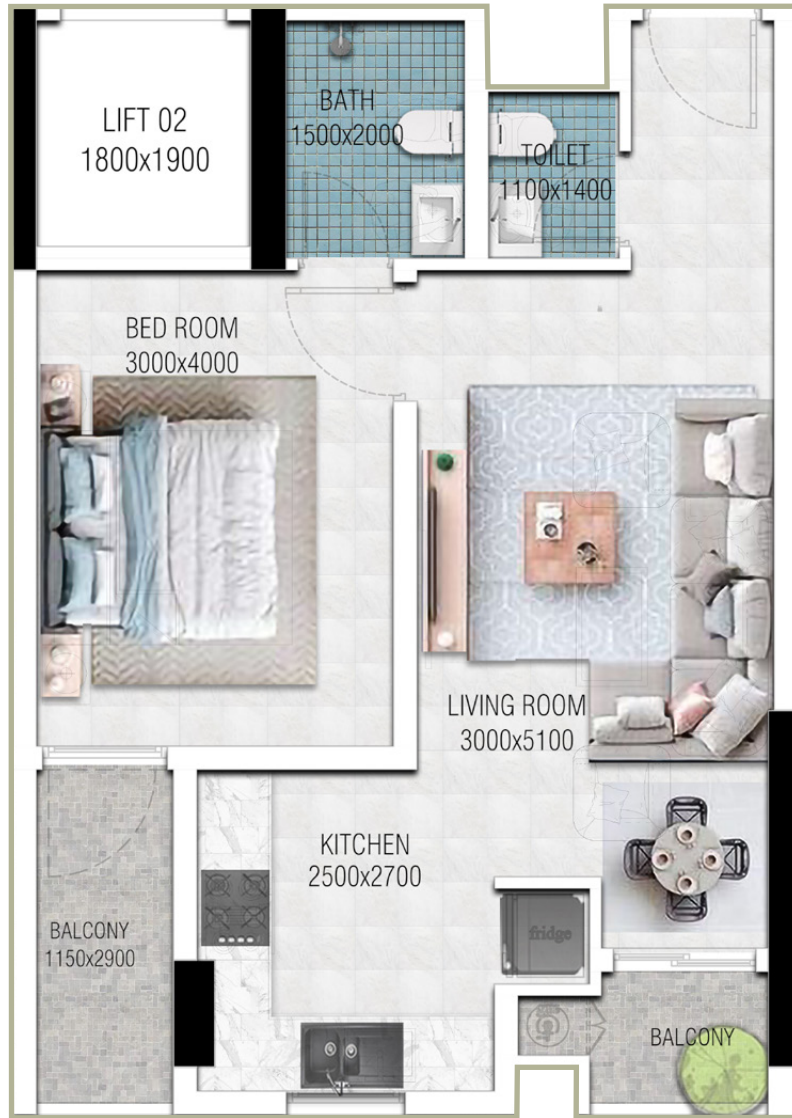 LIFT 02
1800x1900
BATH
1500x2000
TOILET
1100x1400
BED ROOM
3000x4000
LIVING ROOM
3000x5100
KITCHEN
2500x2700
fridge
BALCONY
1150x2900
BALCONY